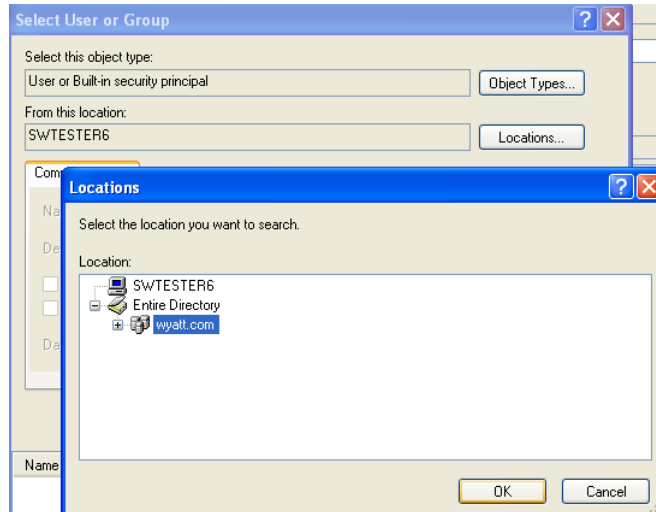 Select User or Group
Select this object type:
User or Built-in security principal
Object Types...
From this location:
SWTESTER6
Locations...
Locations
Select the location you want to search.
Location:
SWTESTER6
Entire Directory
wyatt.com
Name
OK
Cancel